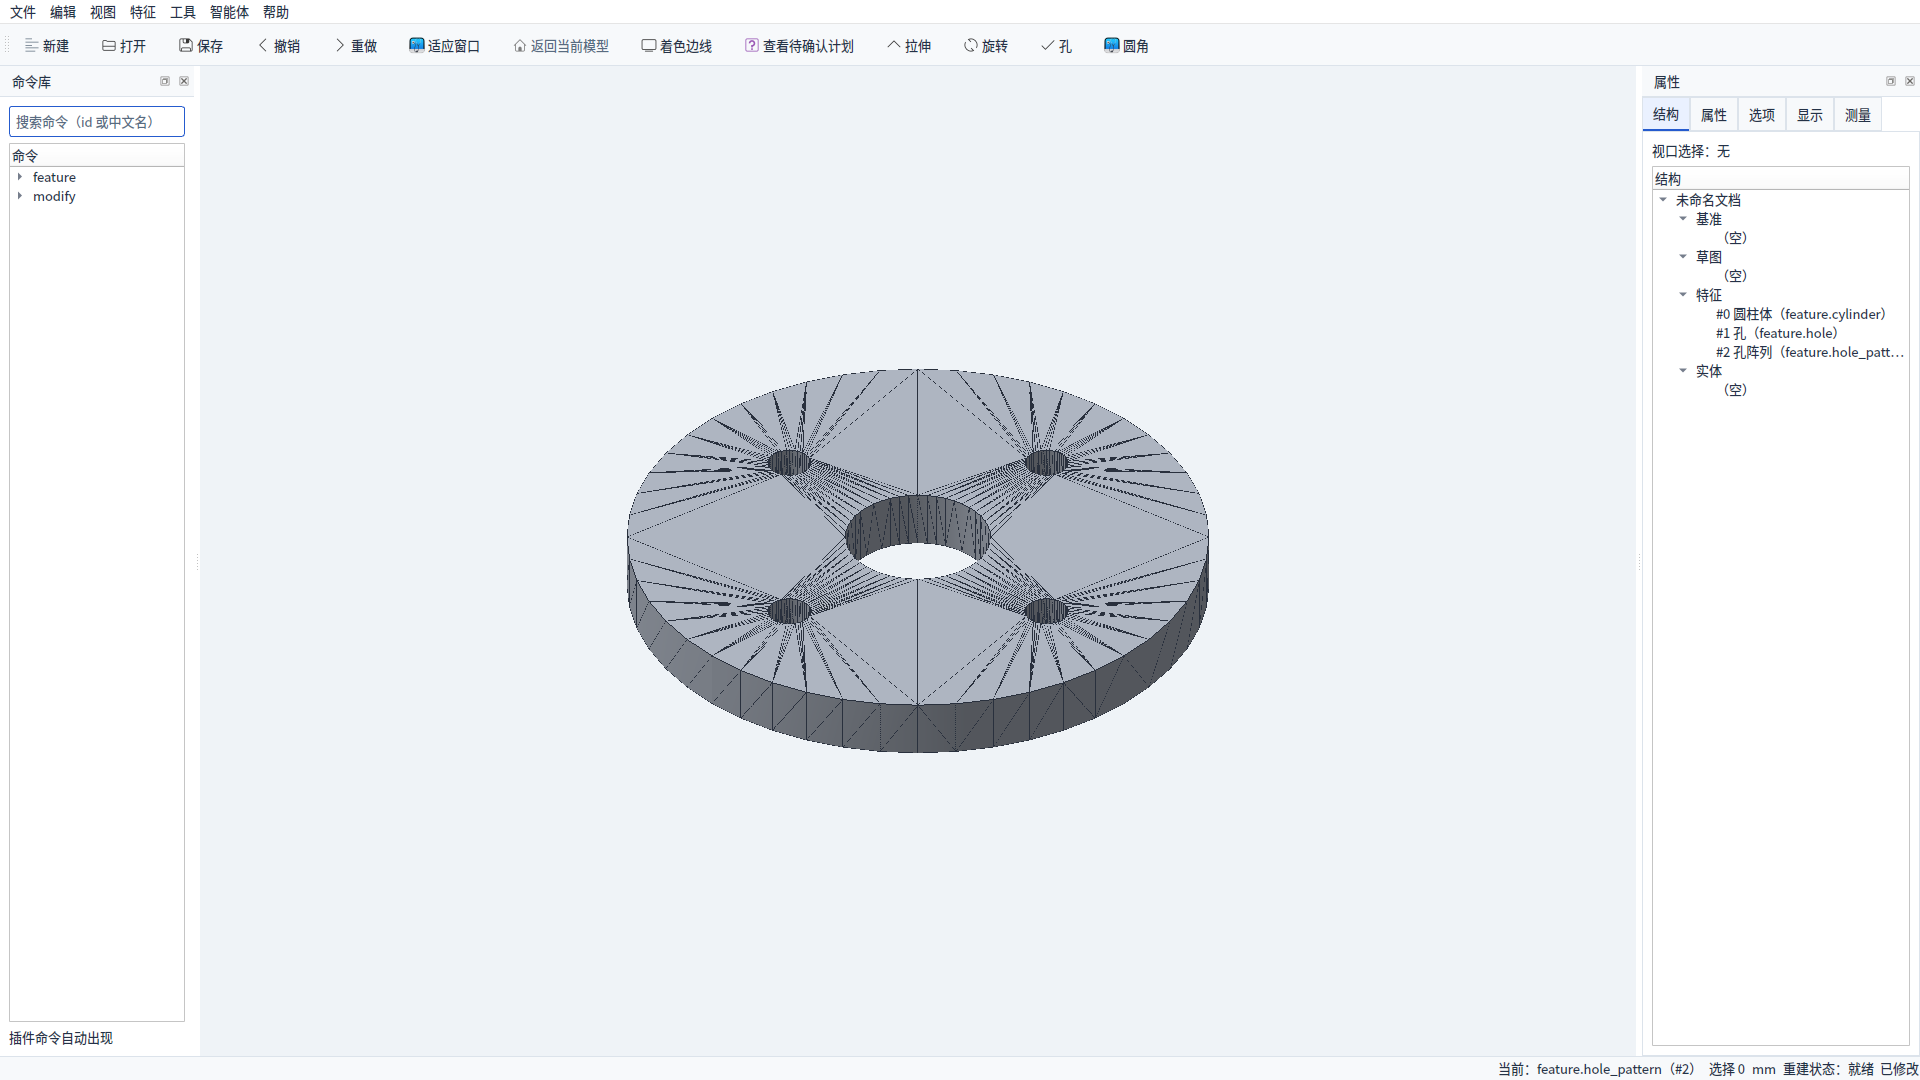 文件 编辑 视图 特征 工具 智能体 帮助
新建 打开 保存 撤销 重做 适应窗口 返回当前模型 着色边线 查看待确认计划 拉伸 旋转 孔 圆角
命令库
搜索命令（id 或中文名）
命令
feature
modify
插件命令自动出现
属性
结构 属性 选项 显示 测量
视口选择：无
结构
未命名文档
基准
（空）
草图
（空）
特征
#0 圆柱体（feature.cylinder）
#1 孔（feature.hole）
#2 孔阵列（feature.hole_patt...
实体
（空）
当前：feature.hole_pattern（#2） 选择 0 mm 重建状态：就绪 已修改